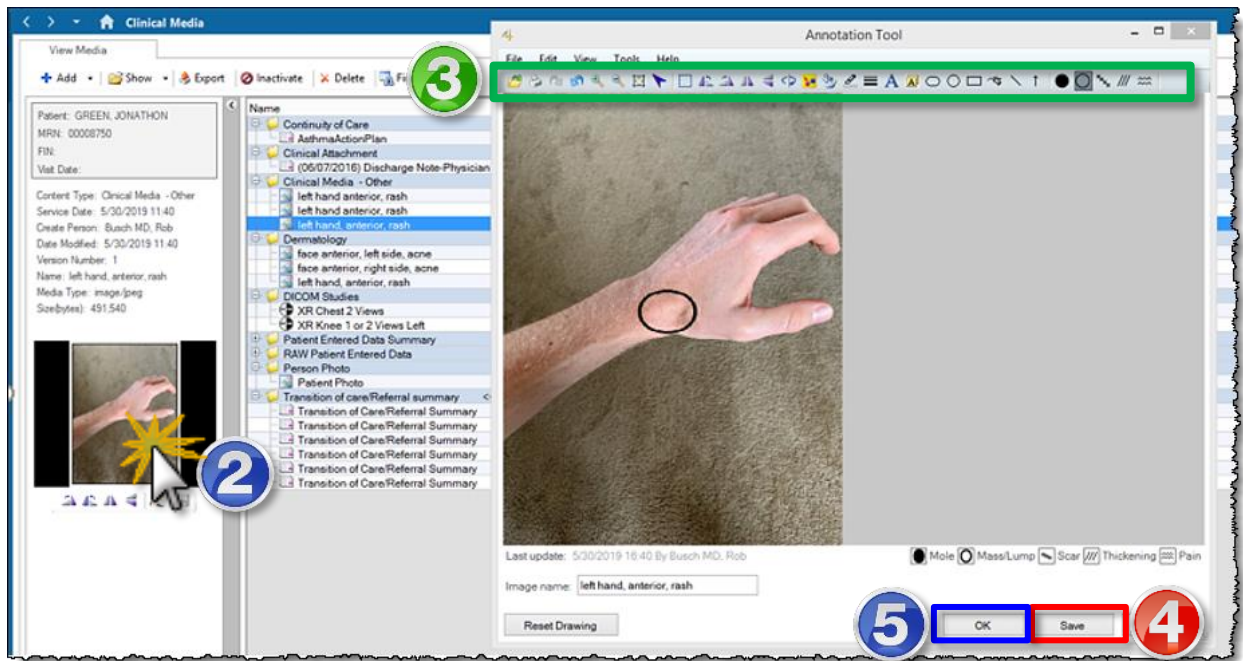 Clinical Media
View Media
Add
Show
Export
Inactivate
Delete
Fi
Patient: GREEN, JONATHON
MRN: 00008750
FIN:
Visit Date:
Content Type: Clinical Media - Other
Service Date: 5/30/2019 11:40
Create Person: Busch MD, Rob
Date Modified: 5/30/2019 11:40
Version Number: 1
Name: left hand, anterior, rash
Media Type: image/jpeg
Size(bytes): 491,540
2
Name
Continuity of Care
AsthmaActionPlan
Clinical Attachment
(06/07/2016) Discharge Note-Physician
Clinical Media - Other
left hand anterior, rash
left hand anterior, rash
left hand, anterior, rash
Dermatology
face anterior, left side, acne
face anterior, right side, acne
left hand, anterior, rash
DICOM Studies
XR Chest 2 Views
XR Knee 1 or 2 Views Left
Patient Entered Data Summary
RAW Patient Entered Data
Person Photo
Patient Photo
Transition of care/Referral summary
Transition of Care/Referral Summary
Transition of Care/Referral Summary
Transition of Care/Referral Summary
Transition of Care/Referral Summary
Transition of Care/Referral Summary
Transition of Care/Referral Summary
Annotation Tool
File Edit View Tools Help
3
Last update: 5/30/2019 16:40 By Busch MD, Rob
Mole Mass/Lump Scar Thickening Pain
Image name: left hand, anterior, rash
Reset Drawing
5
OK
Save
4